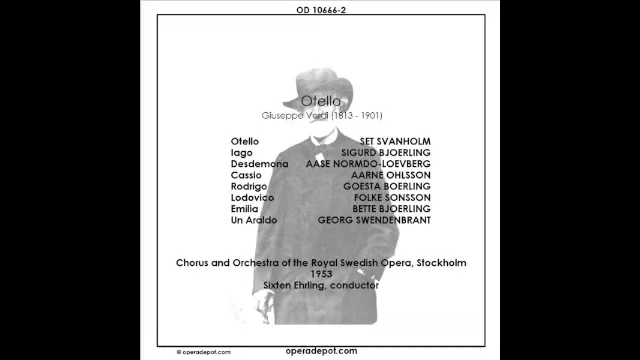 OD 10666-2
Otello
Giuseppe Verdi (1813 - 1901)
Otello SET SVANHOLM
Iago SIGURD BJOERLING
Desdemona AASE NORMDO-LOEVBERG
Cassio AARNE OHLSSON
Rodrigo GOESTA BOERLING
Lodovico FOLKE SONSSON
Emilia BETTE BJOERLING
Un Araldo GEORG SWENDENBRANT
Chorus and Orchestra of the Royal Swedish Opera, Stockholm
1953
Sixten Ehrling, conductor
© operadepot.com operadepot.com